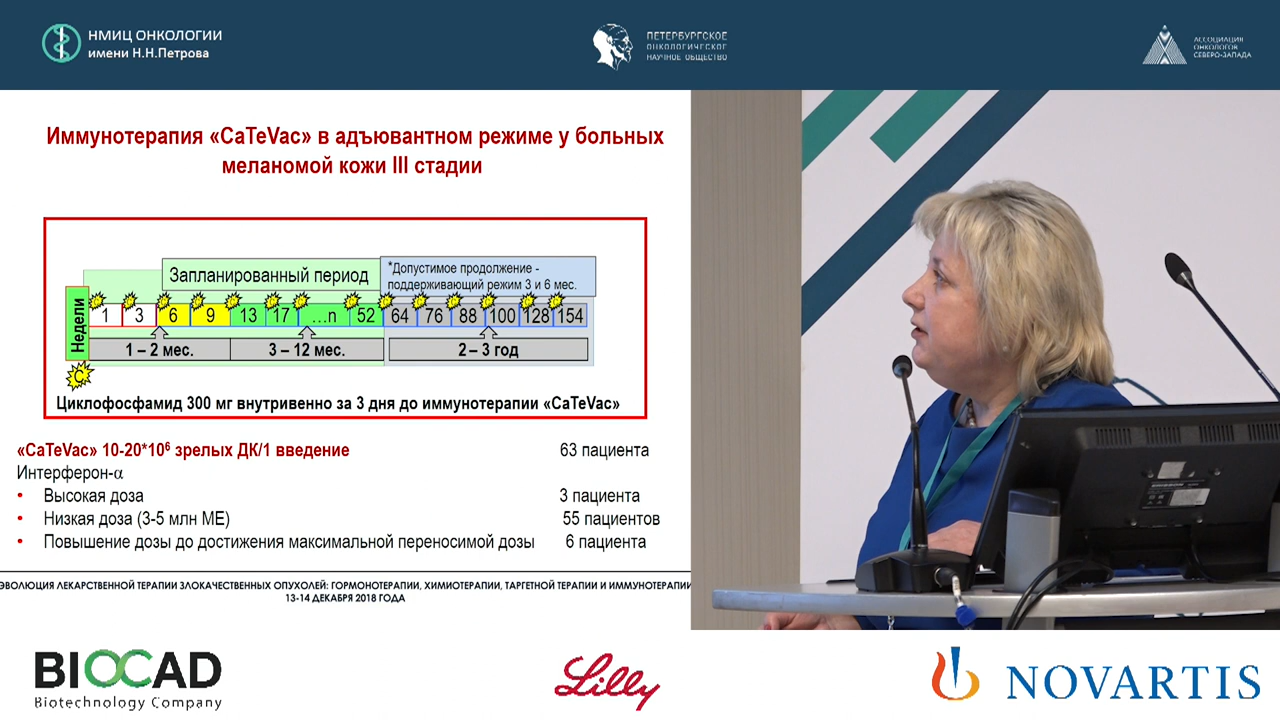 НМИЦ ОНКОЛОГИИ
имени Н.Н.Петрова
ПЕТЕРБУРГСКОЕ
ОНКОЛОГИЧЕСКОЕ
НАУЧНОЕ ОБЩЕСТВО
АССОЦИАЦИЯ
ОНКОЛОГОВ
СЕВЕРО-ЗАПАДА
Иммунотерапия «CaTeVac» в адъювантном режиме у больных
меланомой кожи III стадии
Запланированный период
*Допустимое продолжение -
поддерживающий режим 3 и 6 мес.
Недели
1 3 6 9 13 17 ...n 52 64 76 88 100 128 154
1 – 2 мес. 3 – 12 мес. 2 – 3 год
С
Циклофосфамид 300 мг внутривенно за 3 дня до иммунотерапии «CaTeVac»
«CaTeVac» 10-20*10⁶ зрелых ДК/1 введение 63 пациента
Интерферон-α
• Высокая доза 3 пациента
• Низкая доза (3-5 млн МЕ) 55 пациентов
• Повышение дозы до достижения максимальной переносимой дозы 6 пациента
ЭВОЛЮЦИЯ ЛЕКАРСТВЕННОЙ ТЕРАПИИ ЗЛОКАЧЕСТВЕННЫХ ОПУХОЛЕЙ: ГОРМОНОТЕРАПИИ, ХИМИОТЕРАПИИ, ТАРГЕТНОЙ ТЕРАПИИ И ИММУНОТЕРАПИИ
13-14 ДЕКАБРЯ 2018 ГОДА
BIOCAD
Biotechnology Company
Lilly
NOVARTIS